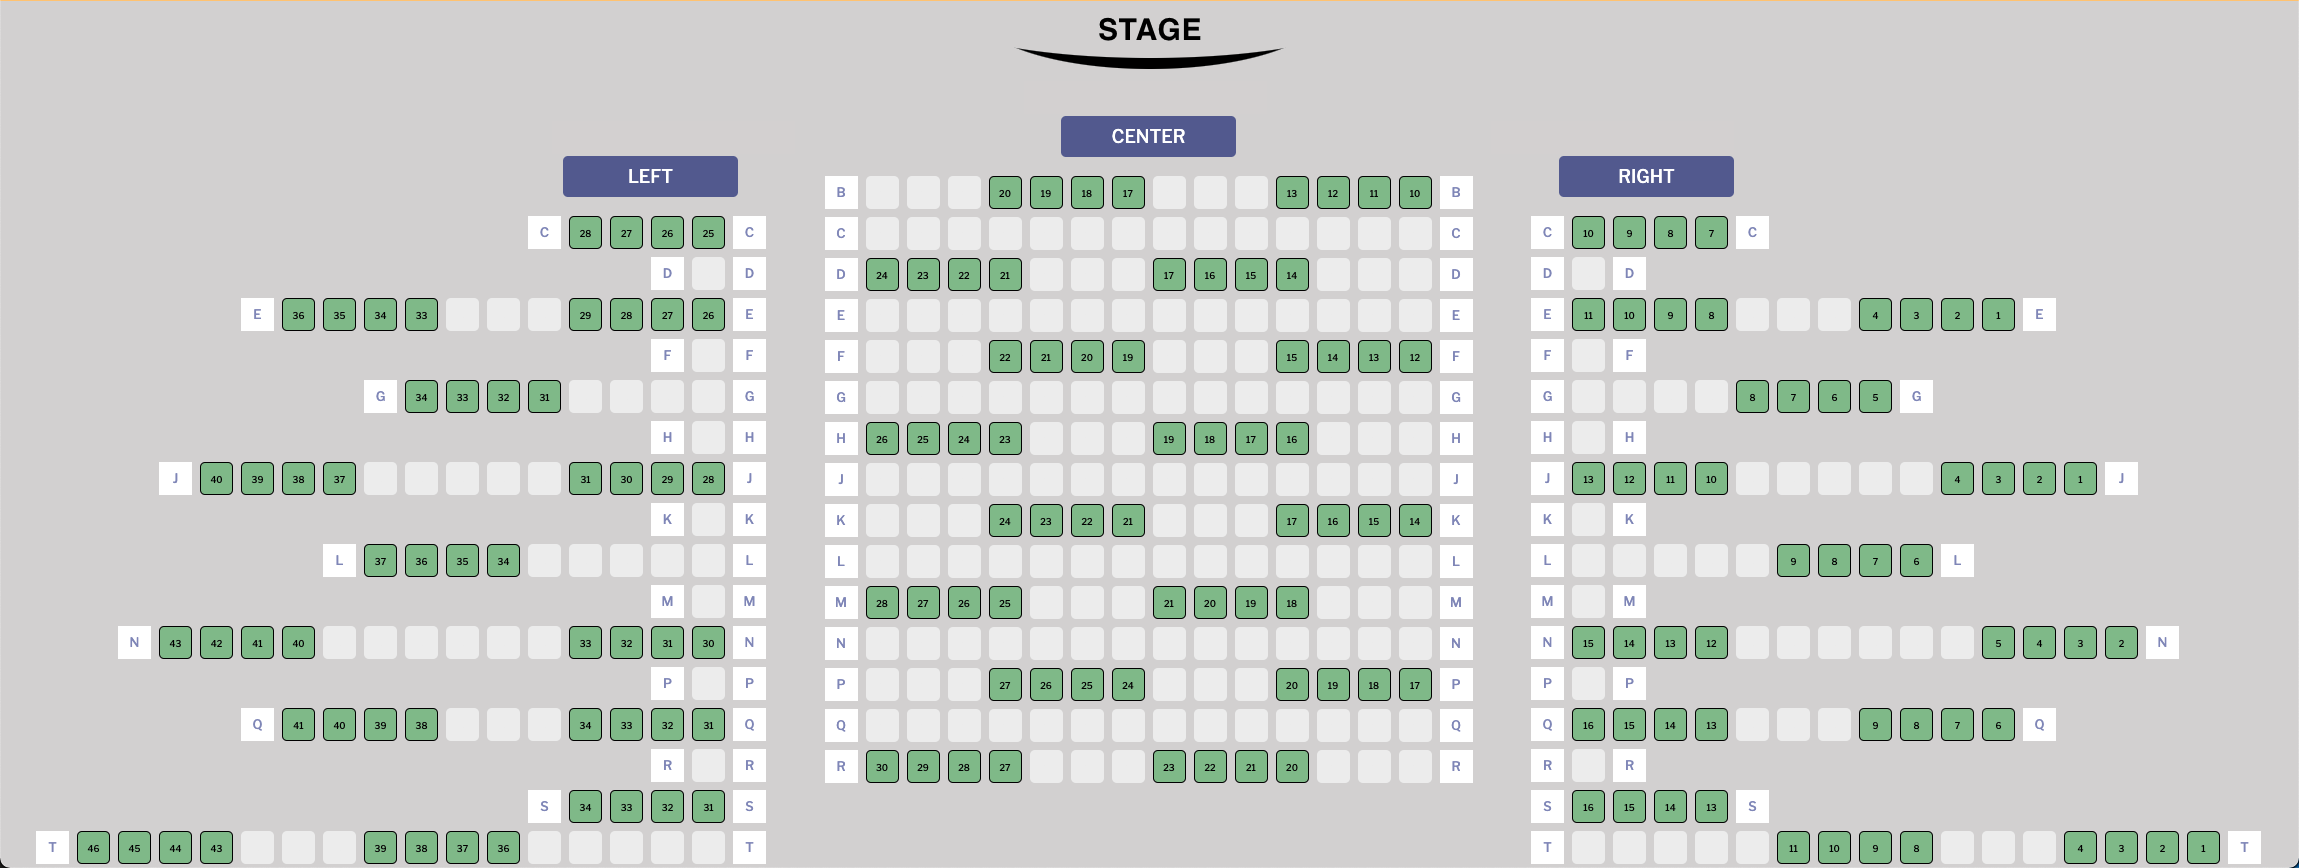 STAGE
CENTER
LEFT
RIGHT
B 20 19 18 17 13 12 11 10 B
C 28 27 26 25 C
C C
C 10 9 8 7 C
D D
D 24 23 22 21 17 16 15 14 D
D D
E 36 35 34 33 29 28 27 26 E
E E
E 11 10 9 8 4 3 2 1 E
F F
F 22 21 20 19 15 14 13 12 F
F F
G 34 33 32 31 G
G G
G 8 7 6 5 G
H H
H 26 25 24 23 19 18 17 16 H
H H
J 40 39 38 37 31 30 29 28 J
J J
J 13 12 11 10 4 3 2 1 J
K K
K 24 23 22 21 17 16 15 14 K
K K
L 37 36 35 34 L
L L
L 9 8 7 6 L
M M
M 28 27 26 25 21 20 19 18 M
M M
N 43 42 41 40 33 32 31 30 N
N N
N 15 14 13 12 5 4 3 2 N
P P
P 27 26 25 24 20 19 18 17 P
P P
Q 41 40 39 38 34 33 32 31 Q
Q Q
Q 16 15 14 13 9 8 7 6 Q
R R
R 30 29 28 27 23 22 21 20 R
R R
S 34 33 32 31 S
S 16 15 14 13 S
T 46 45 44 43 39 38 37 36 T
T 11 10 9 8 4 3 2 1 T